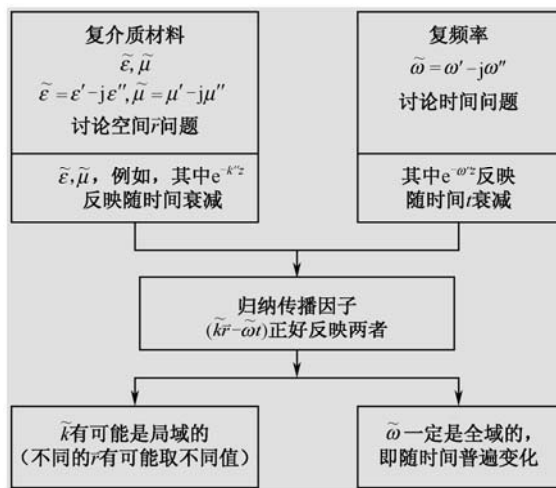 复介质材料
ε̃, μ̃
ε̃ = ε′−jε″, μ̃ = μ′−jμ″
讨论空间r̄问题
ε̃, μ̃，例如，其中e^{-k″z}
反映随时间衰减
复频率
ω̃ = ω′−jω″
讨论时间问题
其中e^{-ω″z}反映
随时间t衰减
归纳传播因子
(k̃r̄−ω̃t)正好反映两者
k̃有可能是局域的
（不同的r̄有可能取不同值）
ω̃一定是全域的，
即随时间普遍变化